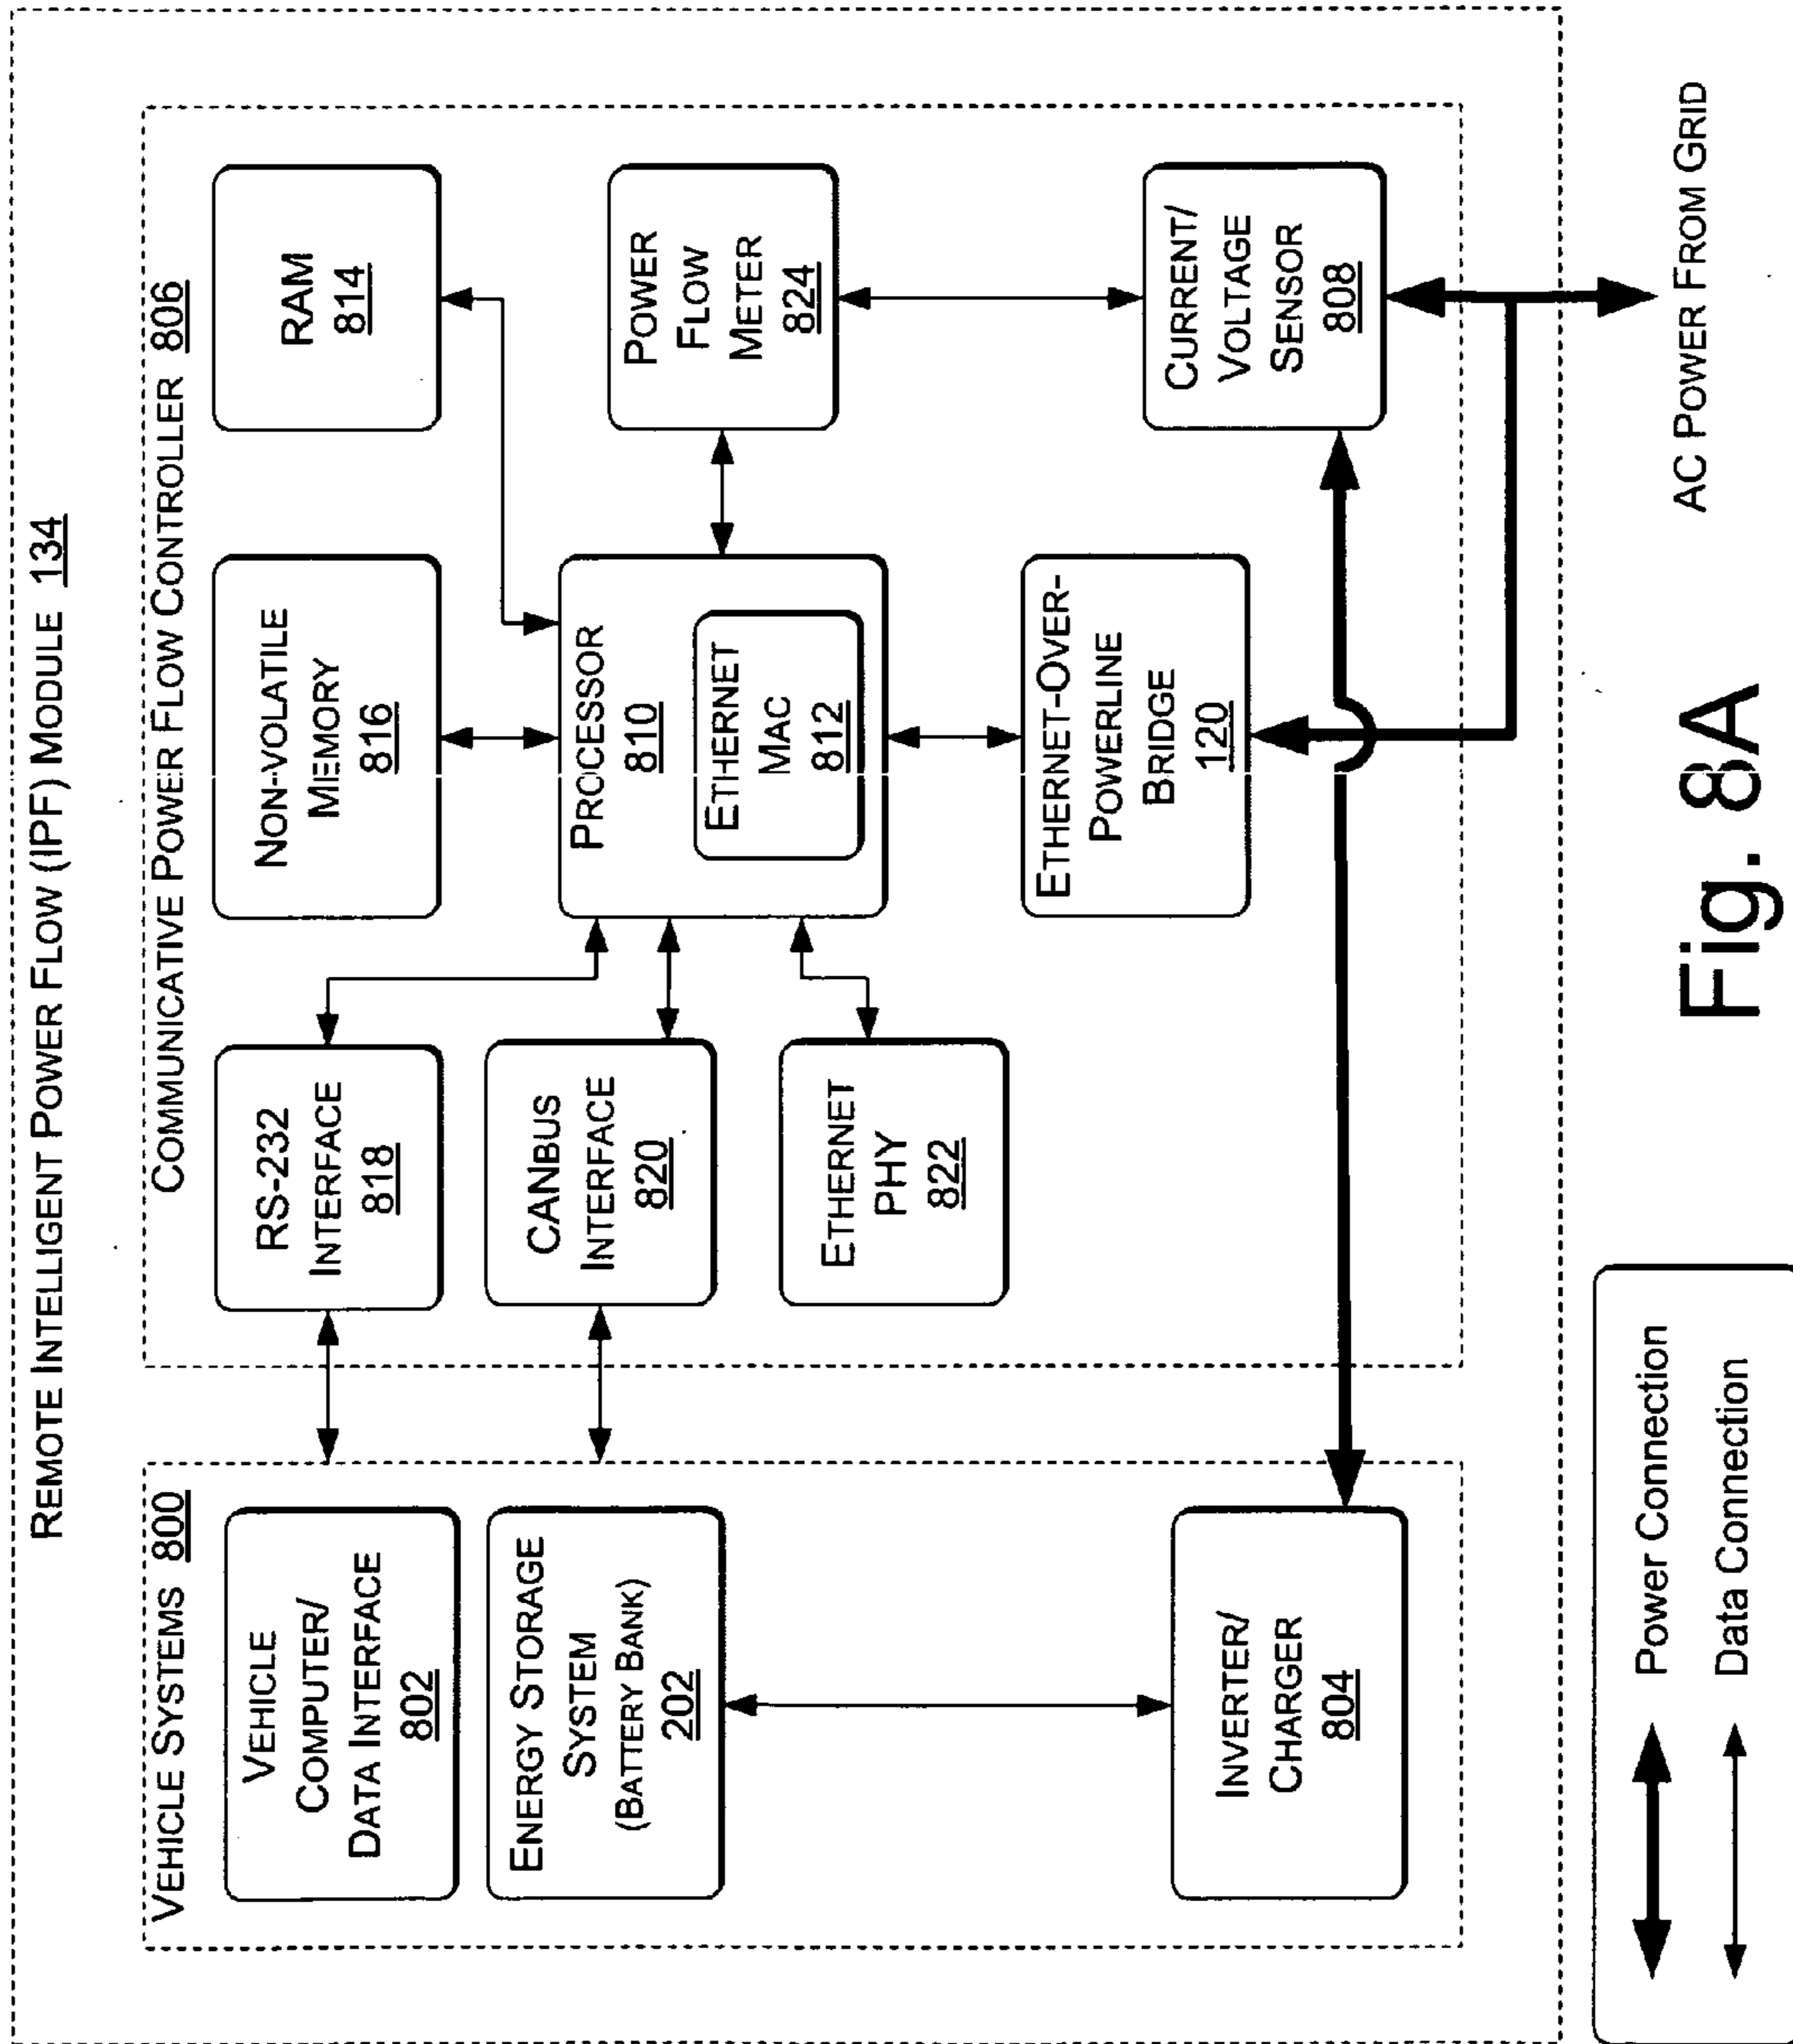 REMOTE INTELLIGENT POWER FLOW (IPF) MODULE 134
VEHICLE SYSTEMS 800
VEHICLE
COMPUTER/
DATA INTERFACE
802
ENERGY STORAGE
SYSTEM
(BATTERY BANK)
202
INVERTER/
CHARGER
804
COMMUNICATIVE POWER FLOW CONTROLLER 806
RS-232
INTERFACE
818
CANBUS
INTERFACE
820
ETHERNET
PHY
822
NON-VOLATILE
MEMORY
816
PROCESSOR
810
ETHERNET
MAC
812
ETHERNET-OVER-
POWERLINE
BRIDGE
120
RAM
814
POWER
FLOW
METER
824
CURRENT/
VOLTAGE
SENSOR
808
AC POWER FROM GRID
Power Connection
Data Connection
Fig. 8A